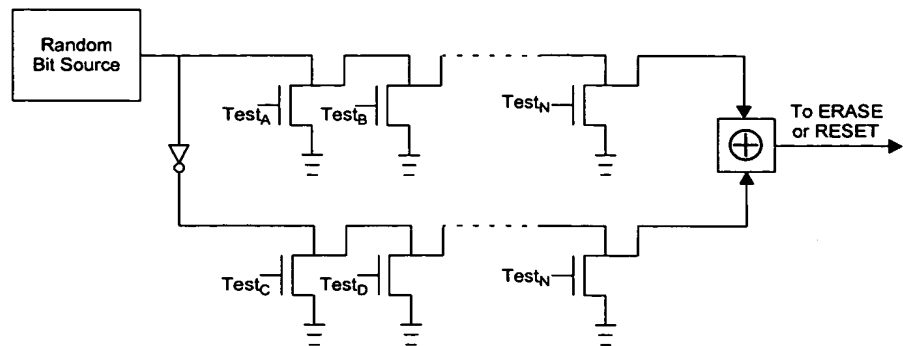 Random
Bit Source
Test_A
Test_B
Test_N
To ERASE
or RESET
Test_C
Test_D
Test_N